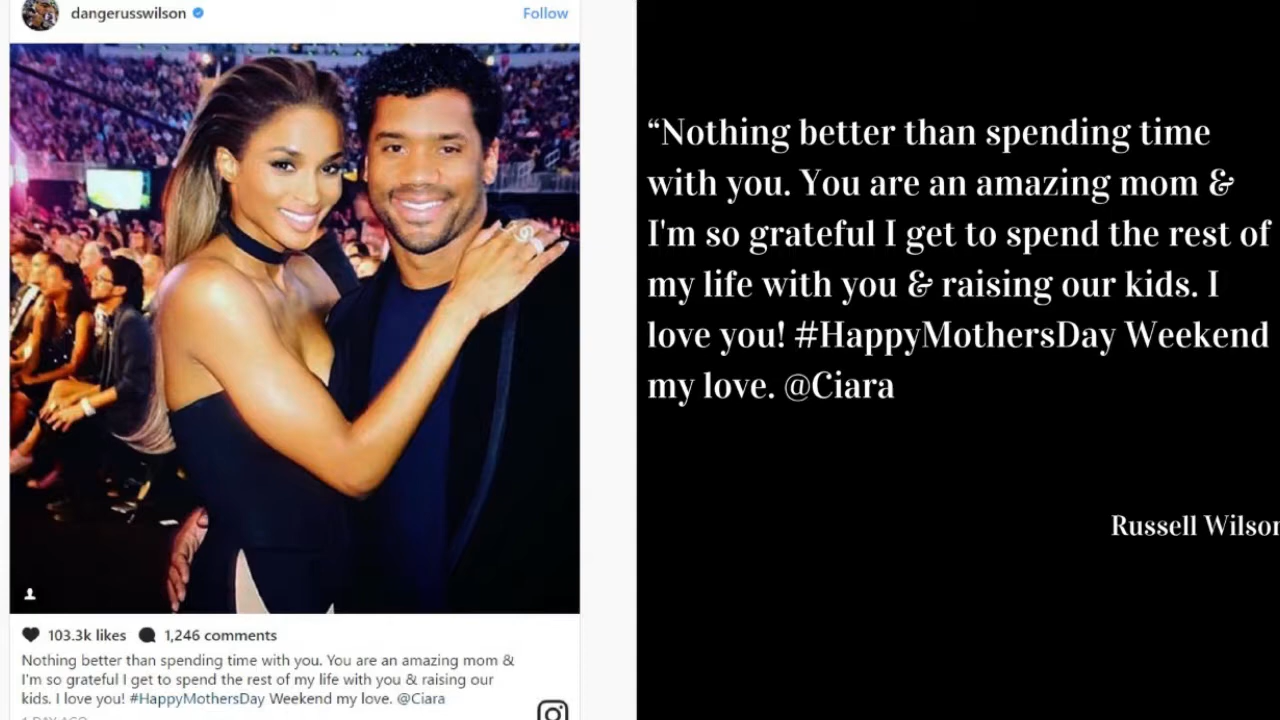 dangerusswilson
Follow
103.3k likes 1,246 comments
Nothing better than spending time with you. You are an amazing mom &
I'm so grateful I get to spend the rest of my life with you & raising our
kids. I love you! #HappyMothersDay Weekend my love. @Ciara
1 DAY AGO
“Nothing better than spending time
with you. You are an amazing mom &
I'm so grateful I get to spend the rest of
my life with you & raising our kids. I
love you! #HappyMothersDay Weekend
my love. @Ciara
Russell Wilson